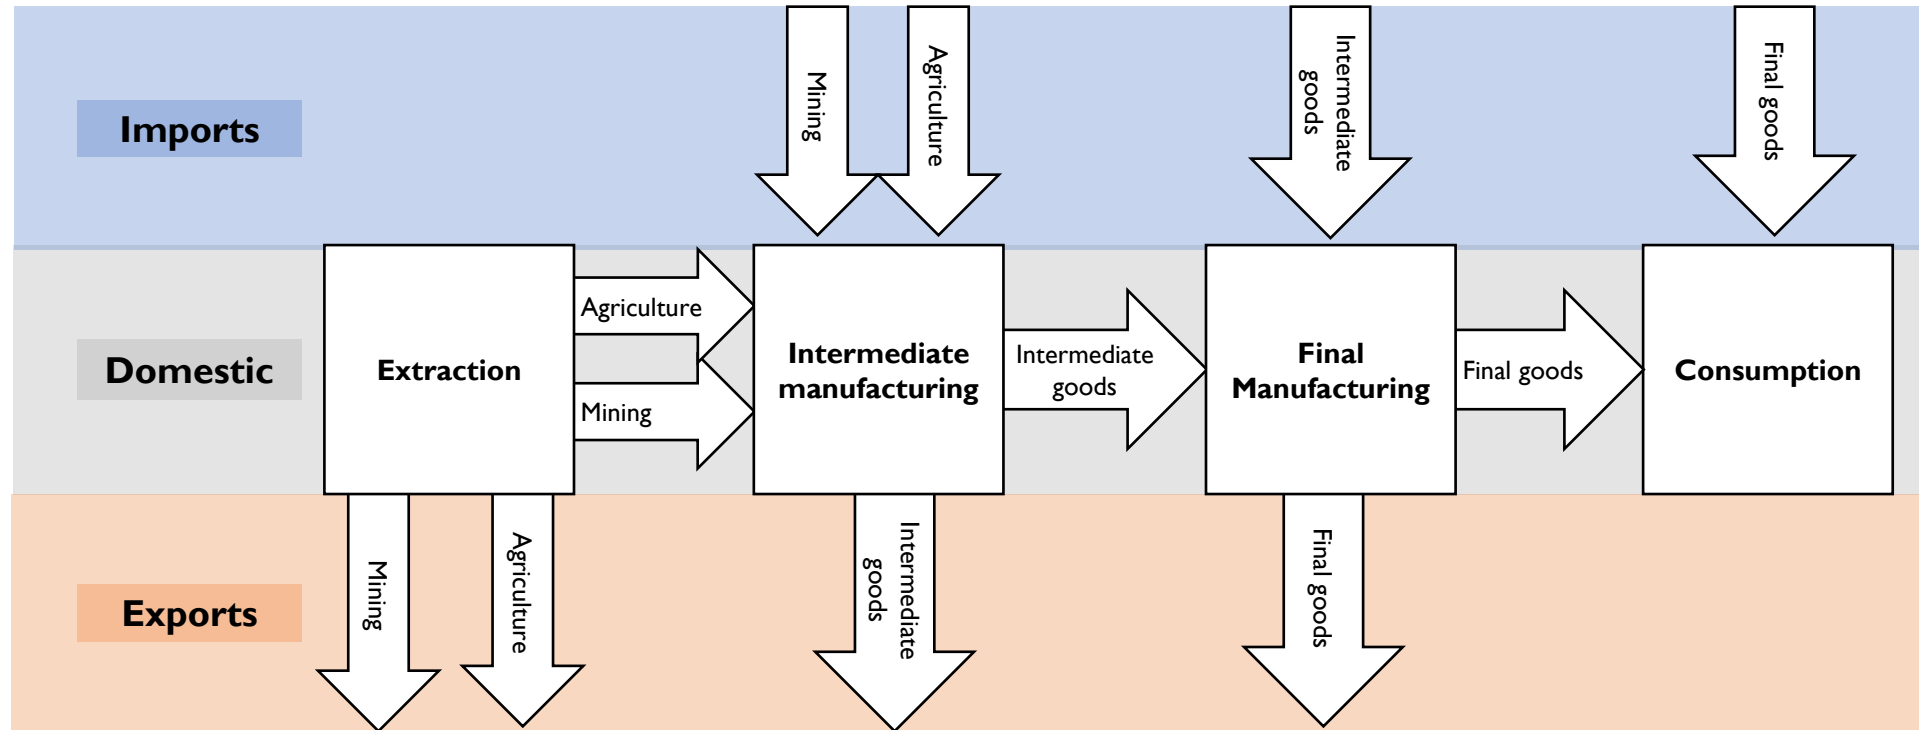 Mining
Agriculture
Intermediate
goods
Final goods
Imports
Domestic
Extraction
Agriculture
Mining
Intermediate
manufacturing
Intermediate
goods
Final
Manufacturing
Final goods
Consumption
Exports
Mining
Agriculture
Intermediate
goods
Final goods